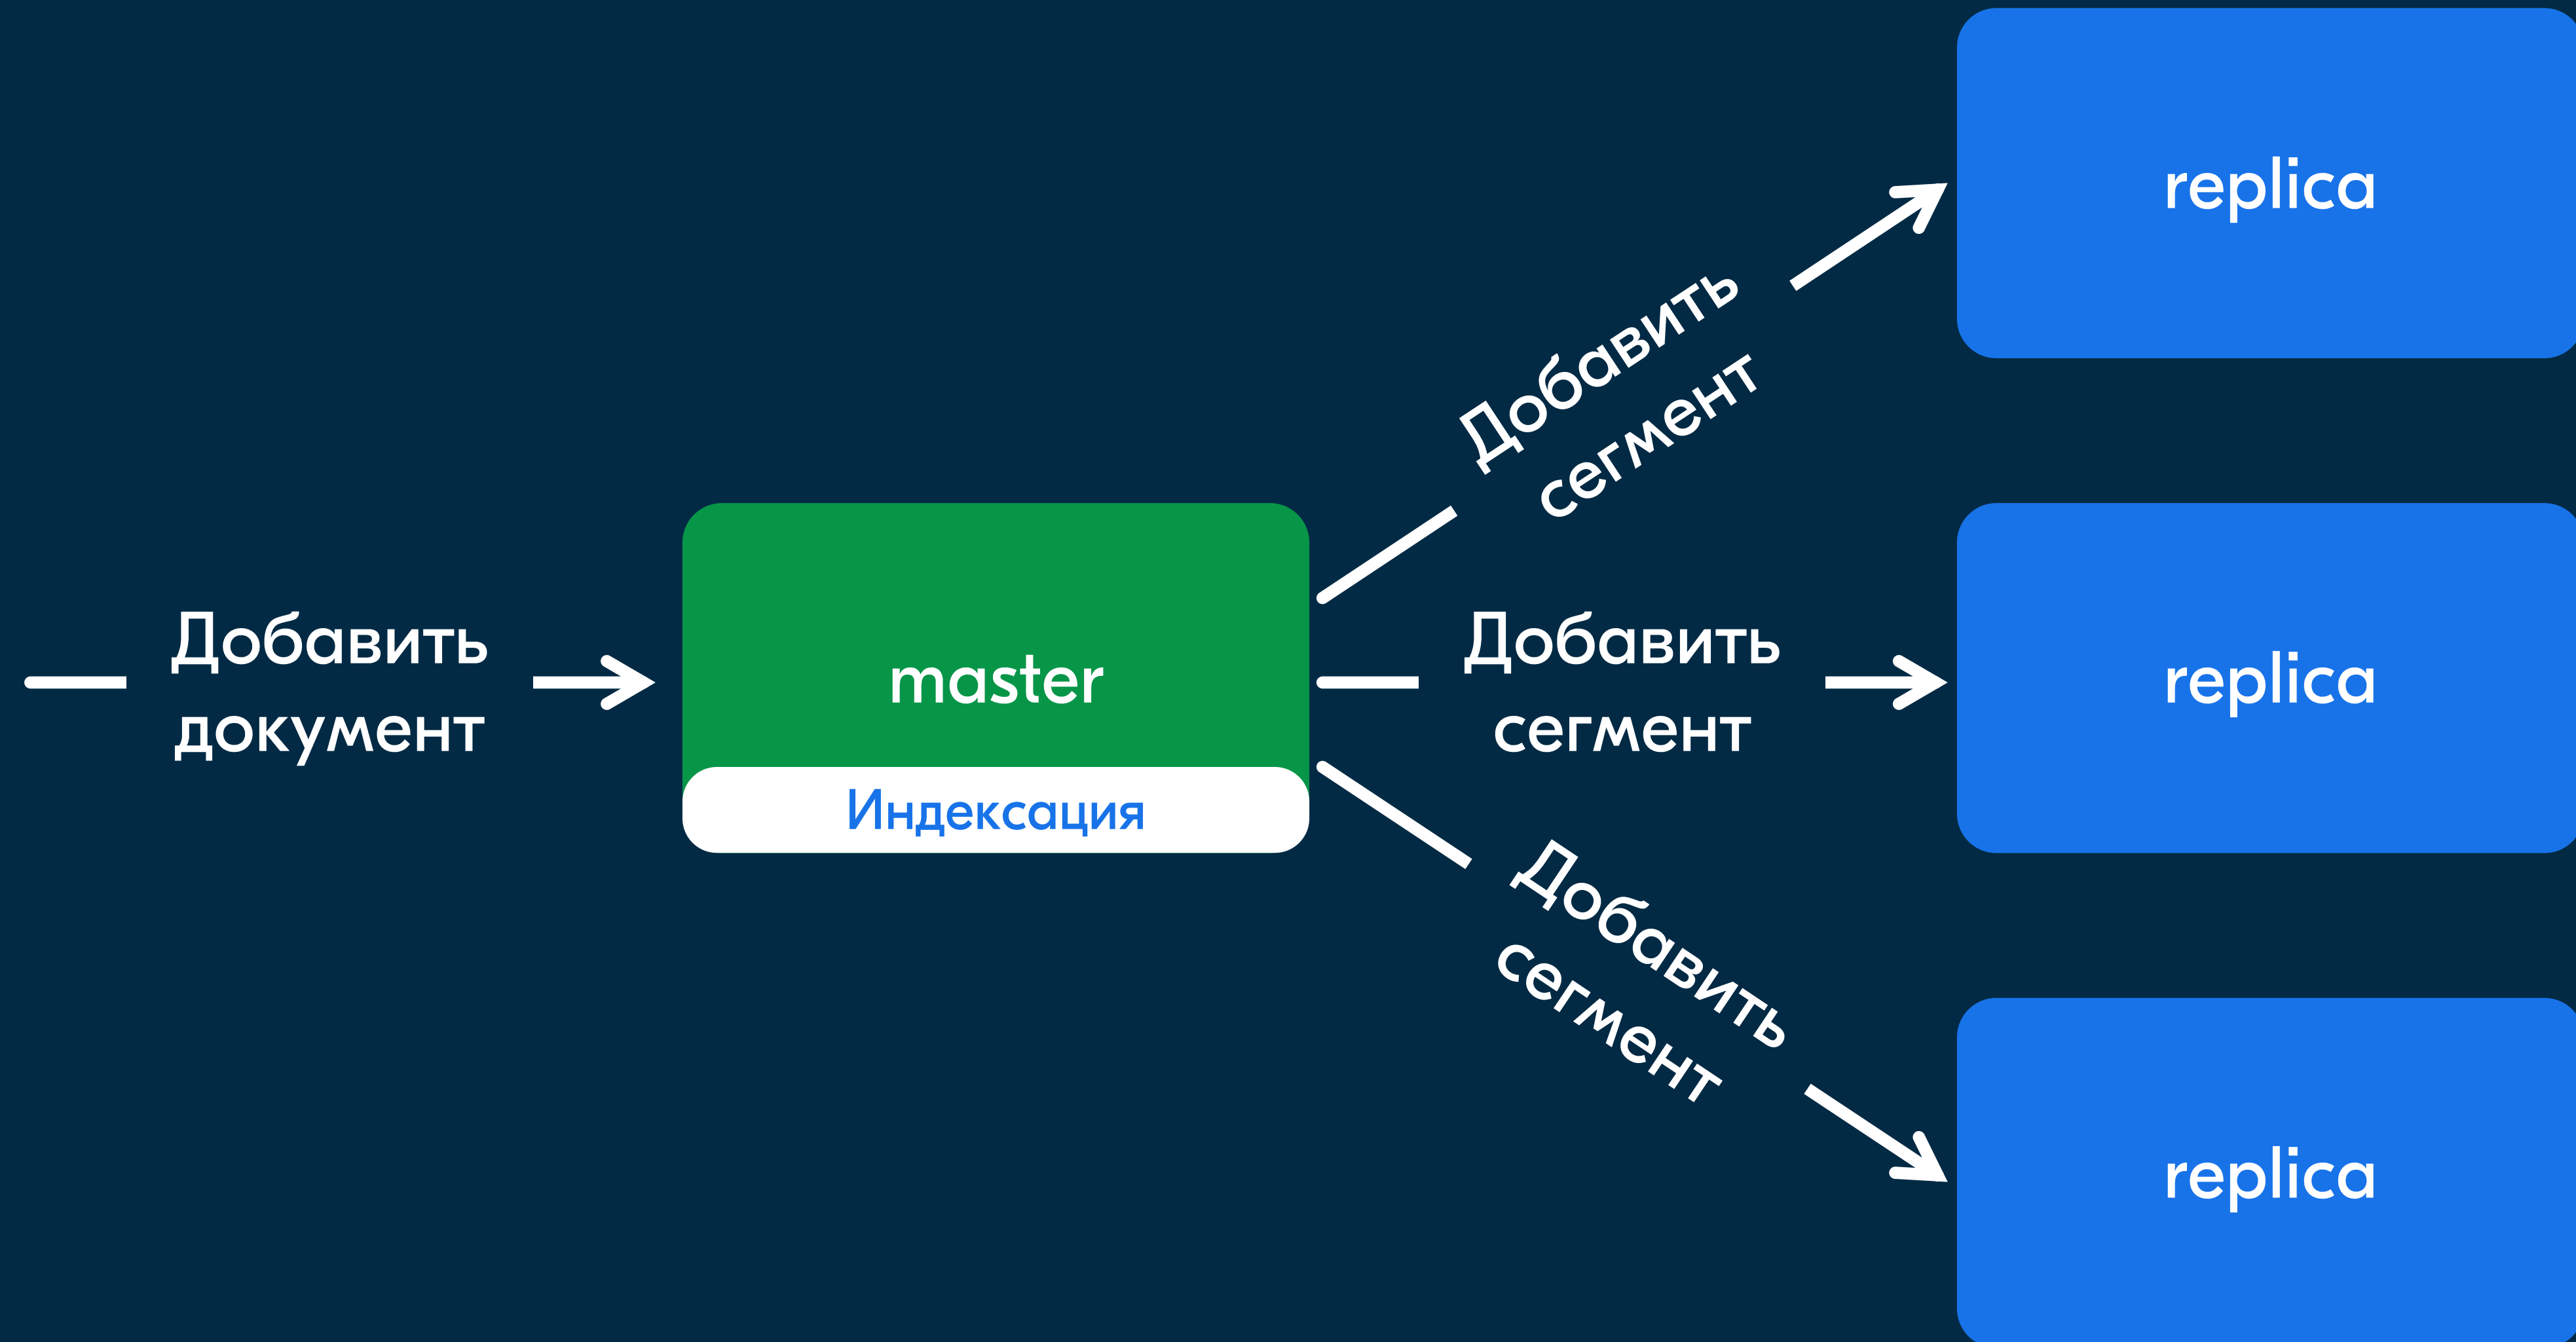 Добавить
документ
master
Индексация
Добавить
сегмент
replica
Добавить
сегмент
replica
Добавить
сегмент
replica